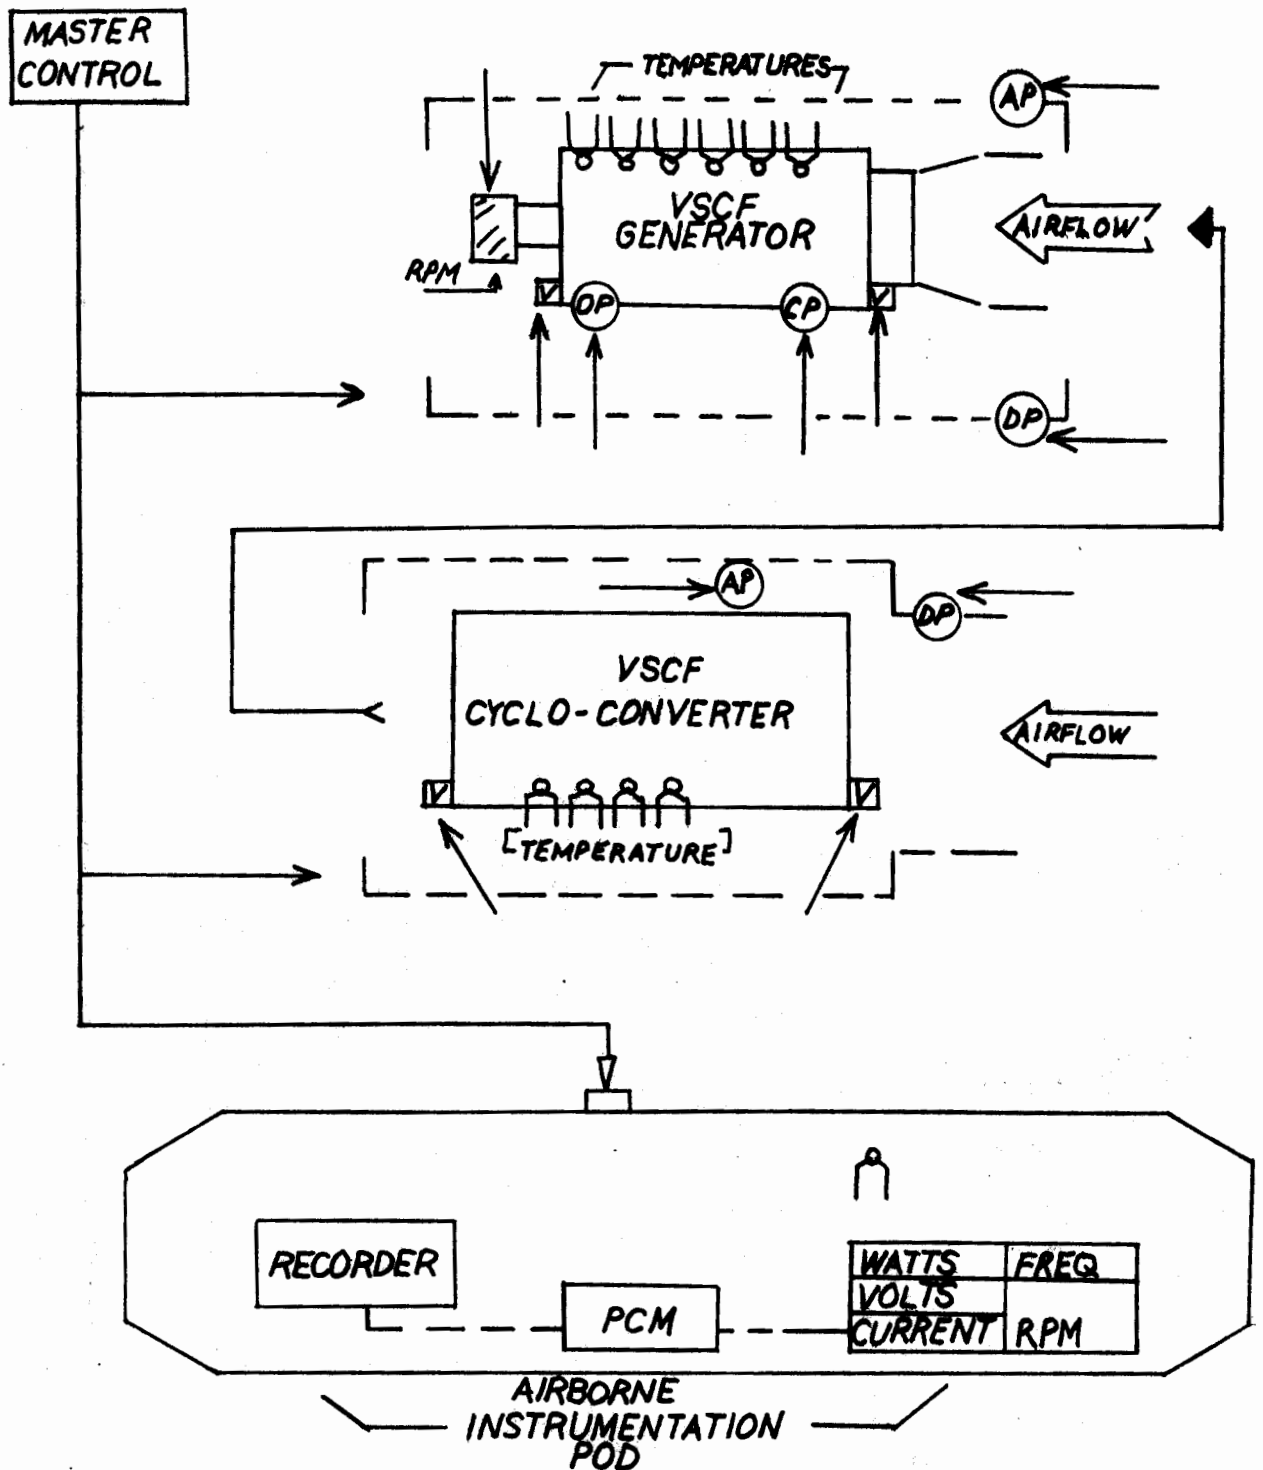 MASTER
CONTROL
TEMPERATURES
AP
VSCF
GENERATOR
AIRFLOW
RPM
V
OP
CP
V
DP
AP
DP
VSCF
CYCLO-CONVERTER
AIRFLOW
V
V
TEMPERATURE
RECORDER
PCM
WATTS
FREQ
VOLTS
CURRENT
RPM
AIRBORNE
INSTRUMENTATION
POD